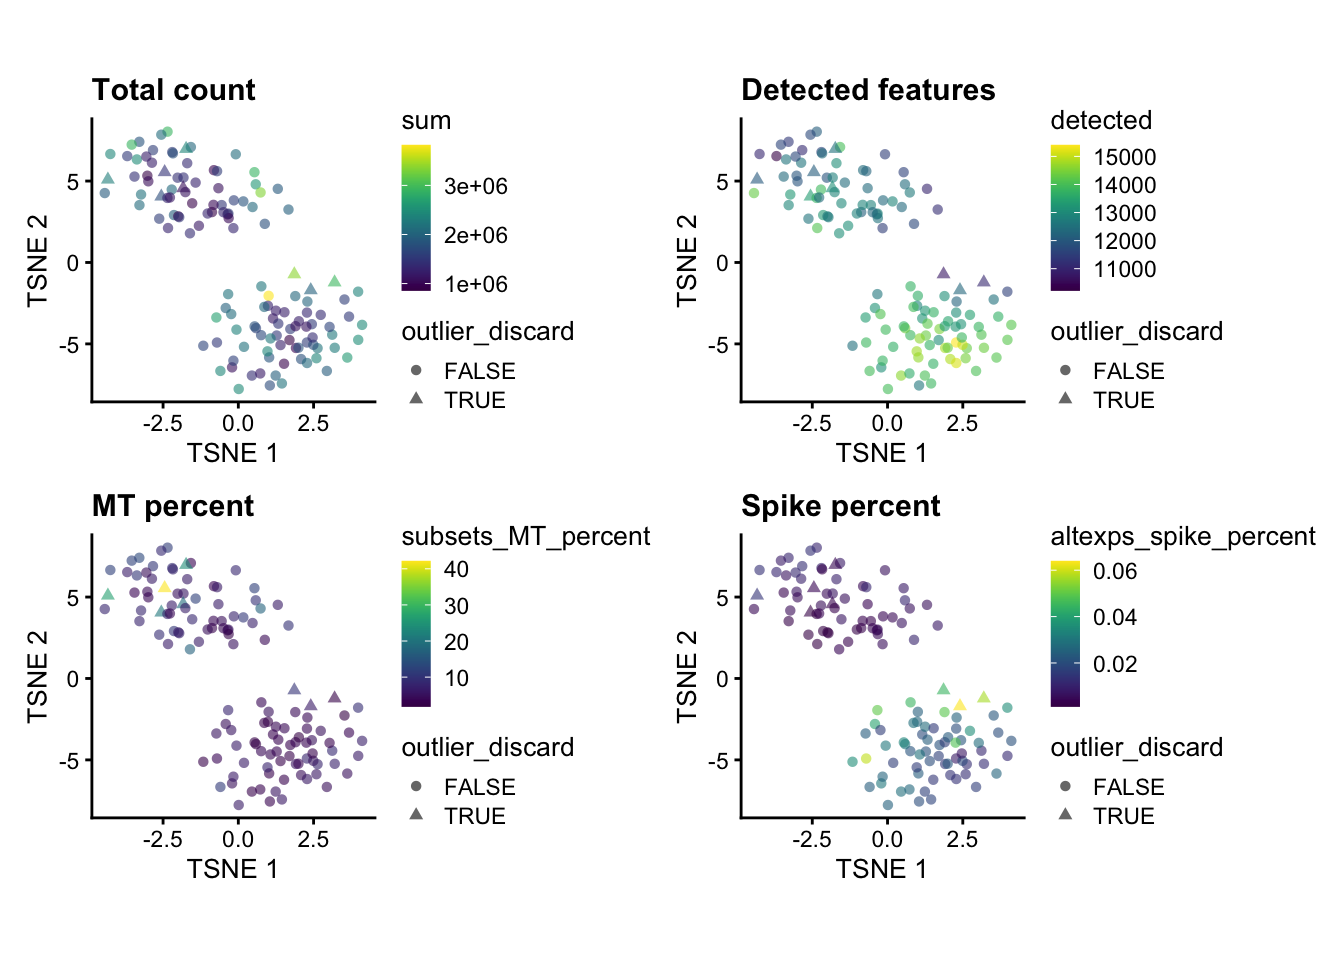 Total count
sum
3e+06
2e+06
1e+06
outlier_discard
FALSE
TRUE
5
0
-5
TSNE 2
-2.5 0.0 2.5
TSNE 1
Detected features
detected
15000
14000
13000
12000
11000
outlier_discard
FALSE
TRUE
5
0
-5
TSNE 2
-2.5 0.0 2.5
TSNE 1
MT percent
subsets_MT_percent
40
30
20
10
outlier_discard
FALSE
TRUE
5
0
-5
TSNE 2
-2.5 0.0 2.5
TSNE 1
Spike percent
altexps_spike_percent
0.06
0.04
0.02
outlier_discard
FALSE
TRUE
5
0
-5
TSNE 2
-2.5 0.0 2.5
TSNE 1